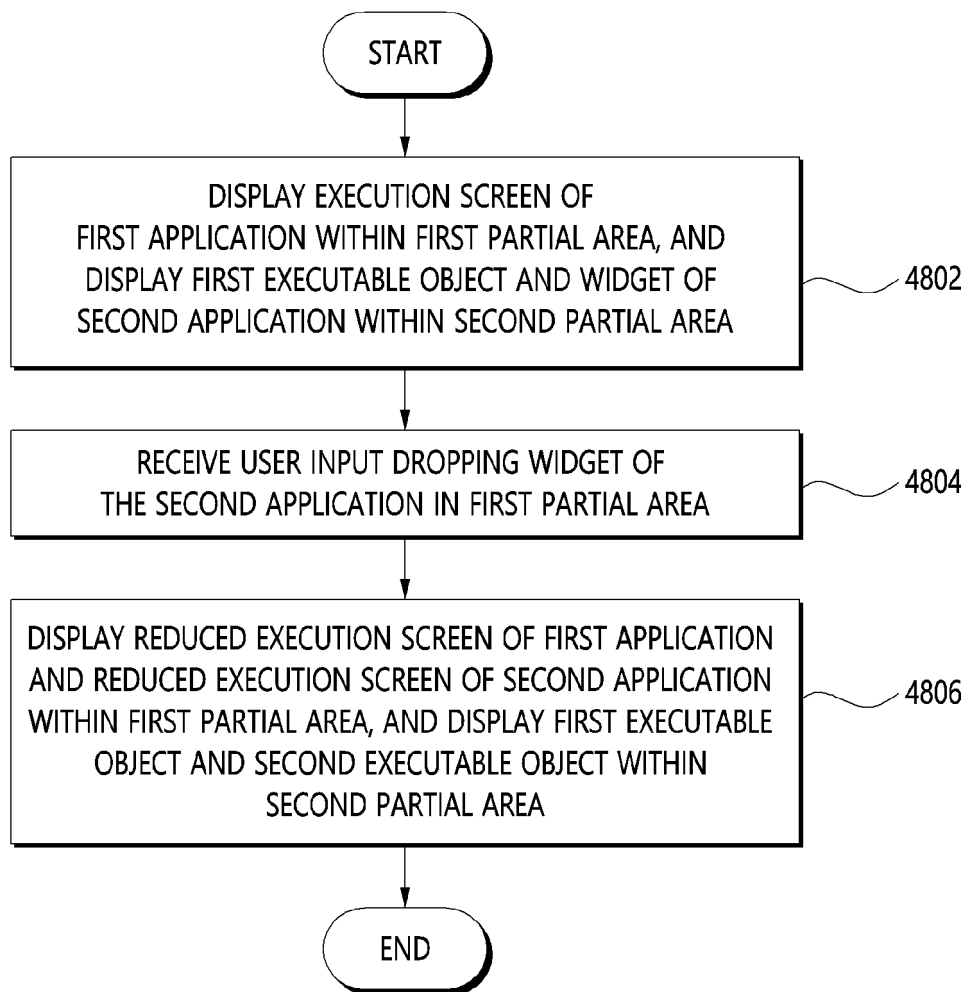 START
DISPLAY EXECUTION SCREEN OF
FIRST APPLICATION WITHIN FIRST PARTIAL AREA, AND
DISPLAY FIRST EXECUTABLE OBJECT AND WIDGET OF
SECOND APPLICATION WITHIN SECOND PARTIAL AREA
4802
RECEIVE USER INPUT DROPPING WIDGET OF
THE SECOND APPLICATION IN FIRST PARTIAL AREA
4804
DISPLAY REDUCED EXECUTION SCREEN OF FIRST APPLICATION
AND REDUCED EXECUTION SCREEN OF SECOND APPLICATION
WITHIN FIRST PARTIAL AREA, AND DISPLAY FIRST EXECUTABLE
OBJECT AND SECOND EXECUTABLE OBJECT WITHIN
SECOND PARTIAL AREA
4806
END